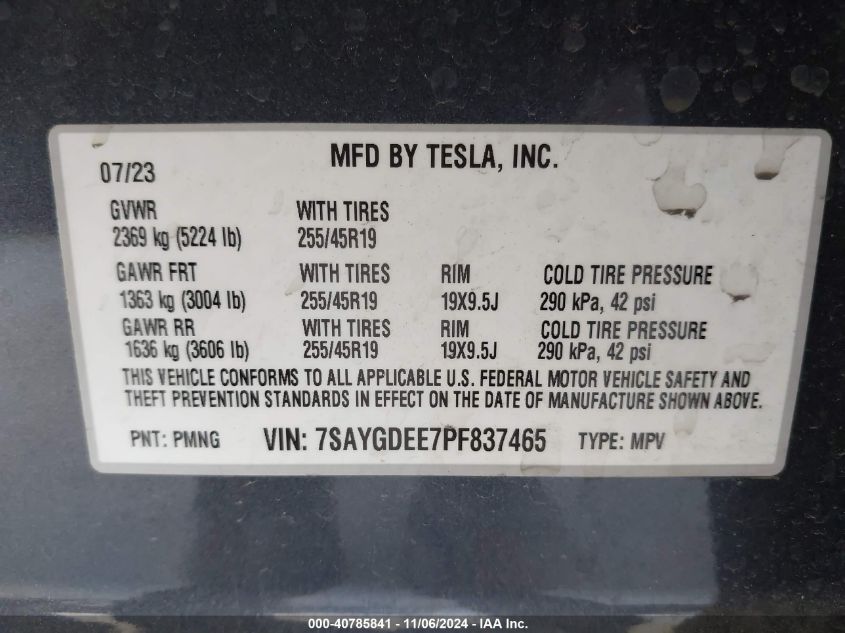 MFD BY TESLA, INC.
07/23
GVWR WITH TIRES
2369 kg (5224 lb) 255/45R19
GAWR FRT WITH TIRES RIM COLD TIRE PRESSURE
1363 kg (3004 lb) 255/45R19 19X9.5J 290 kPa, 42 psi
GAWR RR WITH TIRES RIM COLD TIRE PRESSURE
1636 kg (3606 lb) 255/45R19 19X9.5J 290 kPa, 42 psi
THIS VEHICLE CONFORMS TO ALL APPLICABLE U.S. FEDERAL MOTOR VEHICLE SAFETY AND
THEFT PREVENTION STANDARDS IN EFFECT ON THE DATE OF MANUFACTURE SHOWN ABOVE.
PNT: PMNG VIN: 7SAYGDEE7PF837465 TYPE: MPV
000-40785841 - 11/06/2024 - IAA Inc.